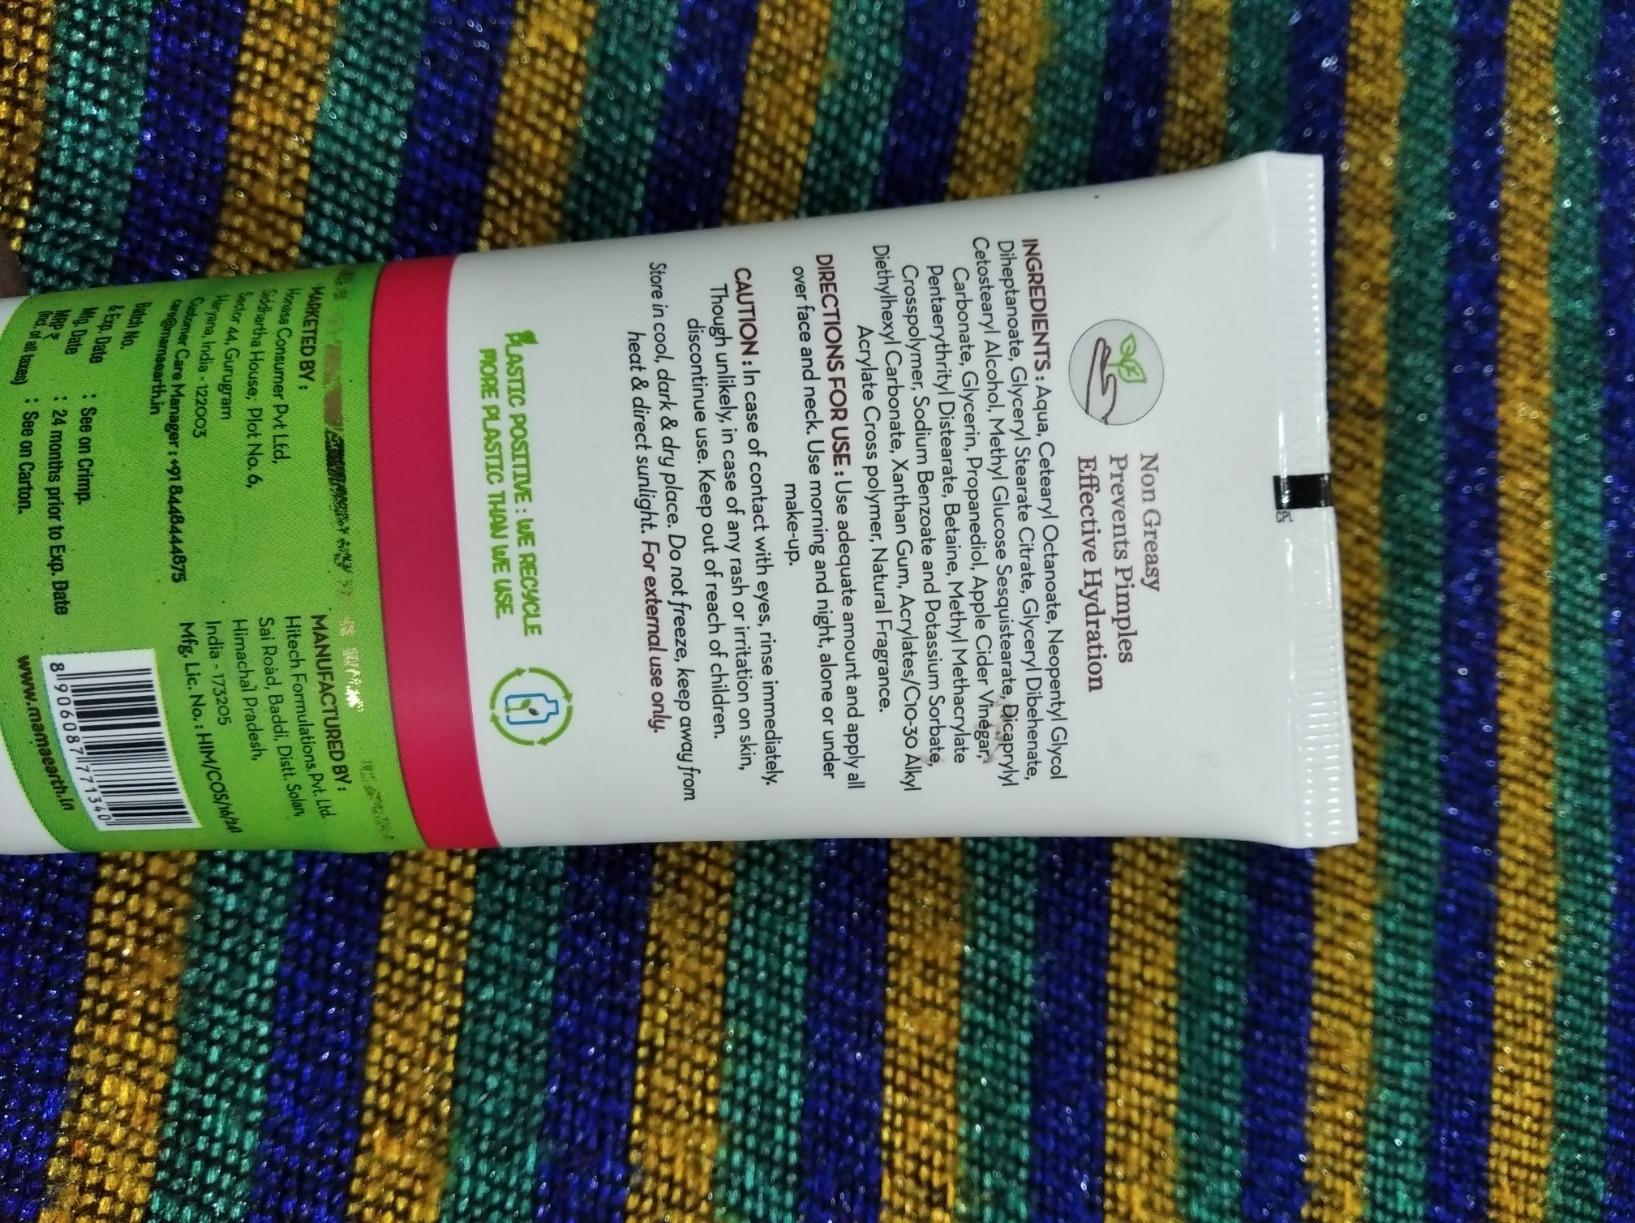 Non Greasy
Prevents Pimples
Effective Hydration
INGREDIENTS : Aqua, Cetearyl Octanoate, Neopentyl Glycol
Diheptanoate, Glyceryl Stearate Citrate, Glyceryl Dibehenate,
Cetostearyl Alcohol, Methyl Glucose Sesquistearate, Dicaprylyl
Carbonate, Glycerin, Propanediol, Apple Cider Vinegar,
Pentaerythrityl Distearate, Betaine, Methyl Methacrylate
Crosspolymer, Sodium Benzoate and Potassium Sorbate,
Diethylhexyl Carbonate, Xanthan Gum, Acrylates/C10-30 Alkyl
Acrylate Cross polymer, Natural Fragrance.
DIRECTIONS FOR USE : Use adequate amount and apply all
over face and neck. Use morning and night, alone or under
make-up.
CAUTION : In case of contact with eyes, rinse immediately.
Though unlikely, in case of any rash or irritation on skin,
discontinue use. Keep out of reach of children.
Store in cool, dark & dry place. Do not freeze, keep away from
heat & direct sunlight. For external use only.
PLASTIC POSITIVE : WE RECYCLE
MORE PLASTIC THAN WE USE
MARKETED BY :
Honasa Consumer Pvt Ltd,
Siddhartha House, Plot No.6,
Sector 44, Gurugram
Haryana, India - 122003
Customer Care Manager : +91 8448444875
care@mamaearth.in
MANUFACTURED BY :
Hitech Formulations Pvt. Ltd.
Sai Road, Baddi, Distt. Solan,
Himachal Pradesh,
India - 173205
Mfg. Lic. No. : HIM/COS/16/241
Batch No.
& Exp. Date : See on Crimp.
Mfg. Date : 24 months prior to Exp. Date
MRP ₹ : See on Carton.
(incl. of all taxes)
8 906087 771340
www.mamaearth.in